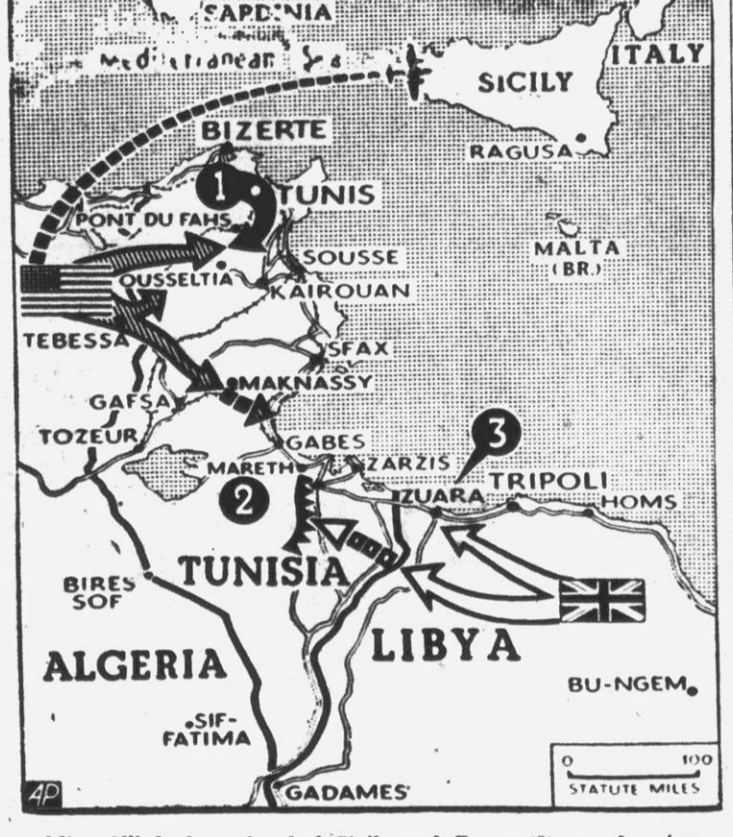 SARDINIA
Mediterranean Sea
ITALY
SICILY
BIZERTE
RAGUSA
1
TUNIS
PONT DU FAHS
MALTA
(BR.)
SOUSSE
OUSSELTIA
KAIROUAN
TEBESSA
SFAX
MAKNASSY
GAFSA
3
TOZEUR
GABES
MARETH
ZARZIS
TRIPOLI
ZUARA
HOMS
2
TUNISIA
BIRES
SOF
LIBYA
ALGERIA
BU-NGEM
SIF-
FATIMA
0 100
STATUTE MILES
AP
GADAMES